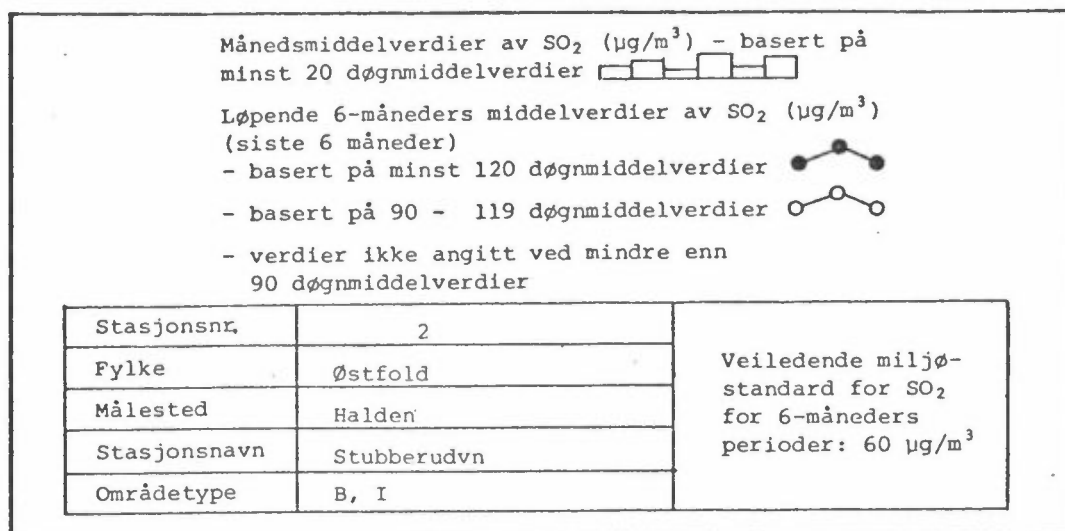 Månedsmiddelverdier av SO₂ (µg/m³) - basert på
minst 20 døgnmiddelverdier
Løpende 6-måneders middelverdier av SO₂ (µg/m³)
(siste 6 måneder)
- basert på minst 120 døgnmiddelverdier
- basert på 90 - 119 døgnmiddelverdier
- verdier ikke angitt ved mindre enn
90 døgnmiddelverdier
Stasjonsnr. 2
Fylke Østfold
Målested Halden
Stasjonsnavn Stubberudvn
Områdetype B, I
Veiledende miljø-
standard for SO₂
for 6-måneders
perioder: 60 µg/m³